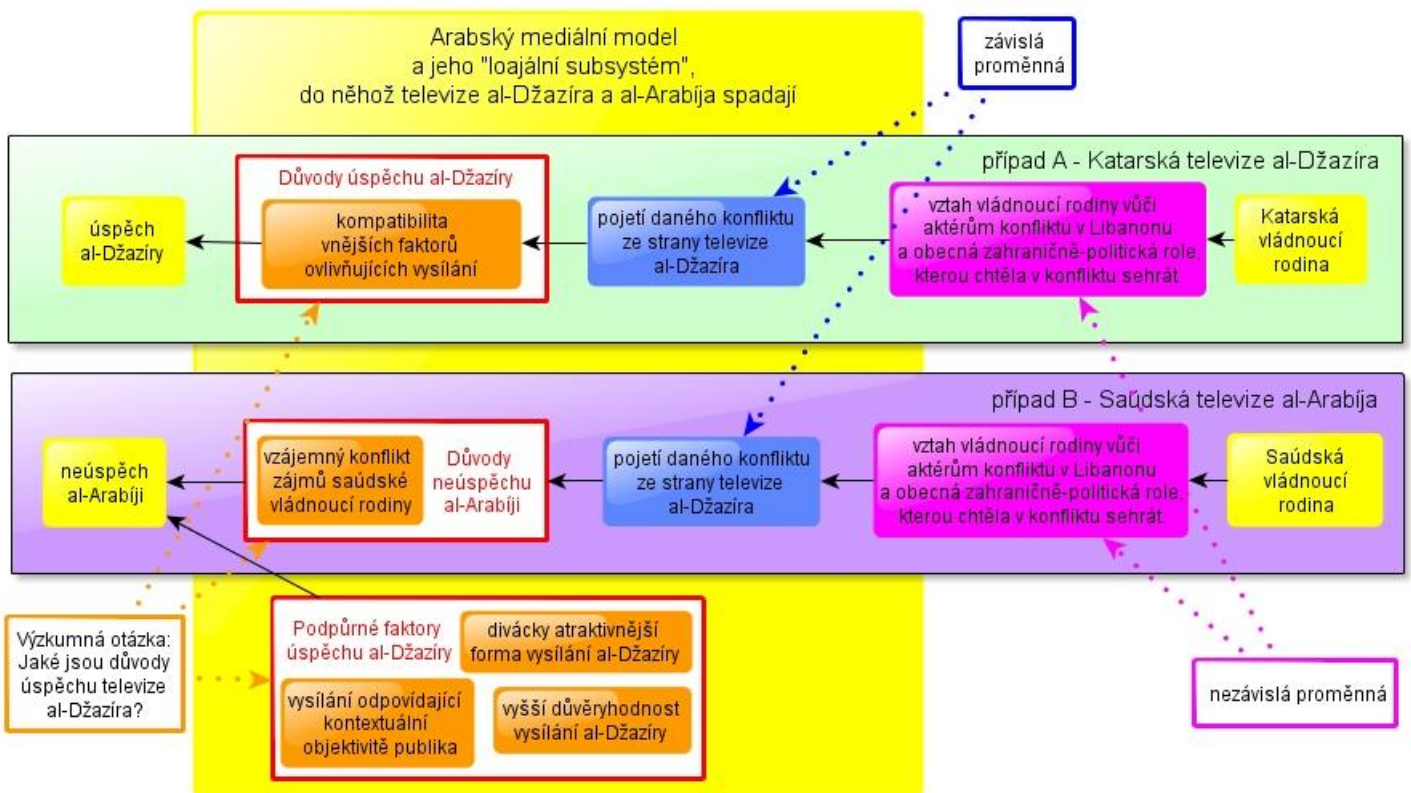 Arabský mediální model
a jeho "loajální subsystém",
do něhož televize al-Džazíra a al-Arabíja spadají
závislá
proměnná
případ A - Katarská televize al-Džazíra
úspěch
al-Džazíry
Důvody úspěchu al-Džazíry
kompatibilita
vnějších faktorů
ovlivňujících vysílání
pojetí daného konfliktu
ze strany televize
al-Džazíra
vztah vládnoucí rodiny vůči
aktérům konfliktu v Libanonu
a obecná zahraničně-politická role,
kterou chtěla v konfliktu sehrát.
Katarská
vládnoucí
rodina
případ B - Saúdská televize al-Arabíja
neúspěch
al-Arabíji
vzájemný konflikt
zájmů saúdské
vládnoucí rodiny
Důvody
neúspěchu
al-Arabíji
pojetí daného konfliktu
ze strany televize
al-Džazíra
vztah vládnoucí rodiny vůči
aktérům konfliktu v Libanonu
a obecná zahraničně-politická role,
kterou chtěla v konfliktu sehrát.
Saúdská
vládnoucí
rodina
Výzkumná otázka:
Jaké jsou důvody
úspěchu televize
al-Džazíra?
Podpůrné faktory
úspěchu al-Džazíry
divácky atraktivnější
forma vysílání al-Džazíry
vysílání odpovídající
kontextuální
objektivitě publika
vyšší důvěryhodnost
vysílání al-Džazíry
nezávislá proměnná